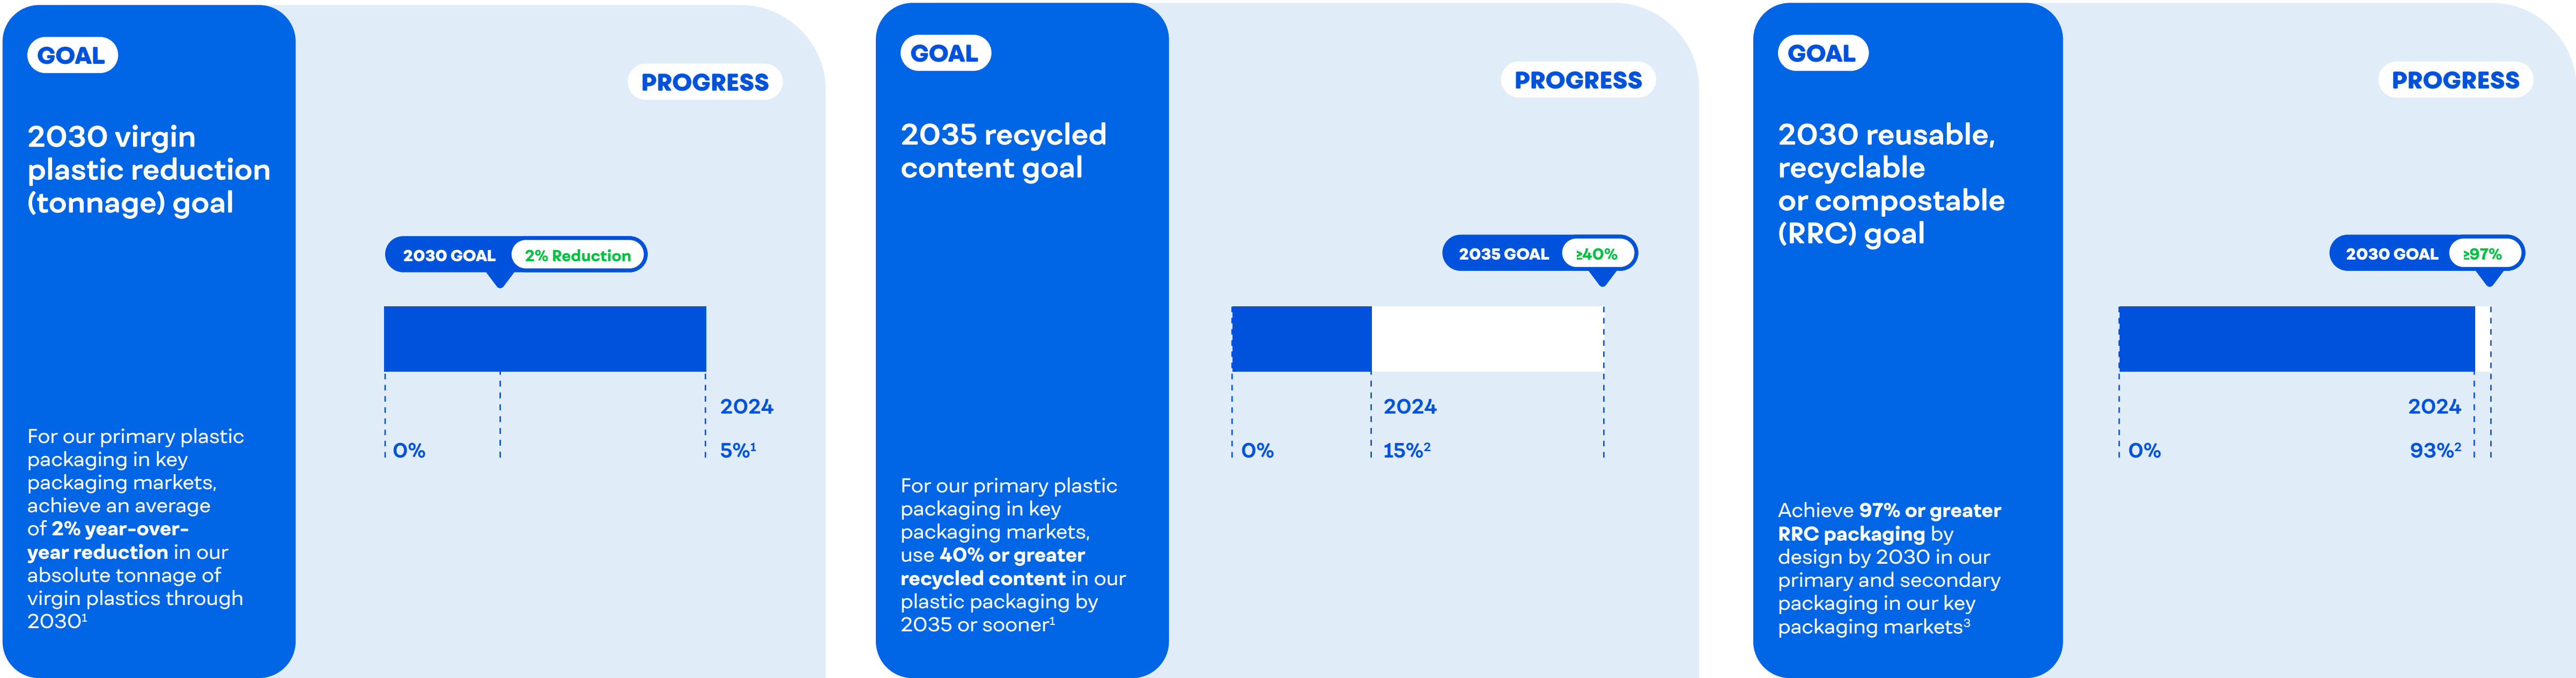 GOAL
2030 virgin
plastic reduction
(tonnage) goal
For our primary plastic
packaging in key
packaging markets,
achieve an average
of 2% year-over-
year reduction in our
absolute tonnage of
virgin plastics through
2030¹
PROGRESS
2030 GOAL 2% Reduction
2024
0% 5%¹
GOAL
2035 recycled
content goal
For our primary plastic
packaging in key
packaging markets,
use 40% or greater
recycled content in our
plastic packaging by
2035 or sooner¹
PROGRESS
2035 GOAL ≥40%
2024
0% 15%²
GOAL
2030 reusable,
recyclable
or compostable
(RRC) goal
Achieve 97% or greater
RRC packaging by
design by 2030 in our
primary and secondary
packaging in our key
packaging markets³
PROGRESS
2030 GOAL ≥97%
2024
0% 93%²